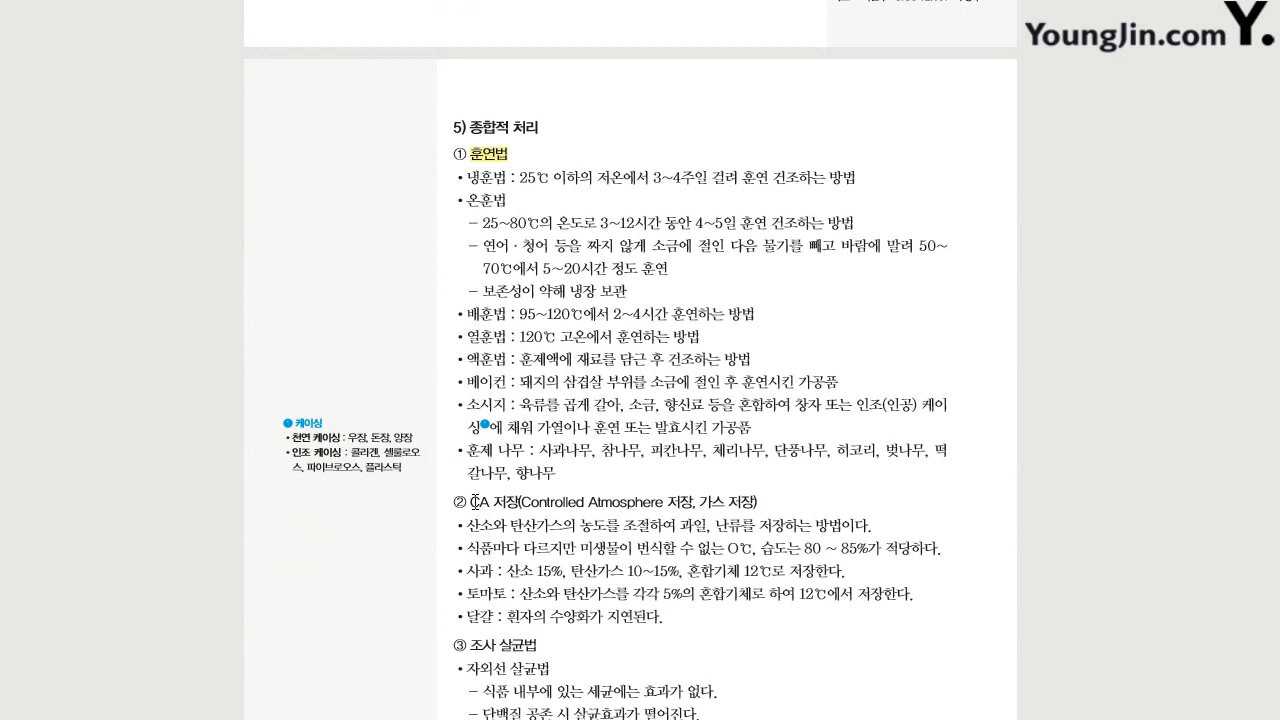 YoungJin.com Y.
5) 종합적 처리
① 훈연법
• 냉훈법 : 25℃ 이하의 저온에서 3~4주일 걸려 훈연 건조하는 방법
• 온훈법
– 25~80℃의 온도로 3~12시간 동안 4~5일 훈연 건조하는 방법
– 연어 · 청어 등을 짜지 않게 소금에 절인 다음 물기를 빼고 바람에 말려 50~
70℃에서 5~20시간 정도 훈연
– 보존성이 약해 냉장 보관
• 배훈법 : 95~120℃에서 2~4시간 훈연하는 방법
• 열훈법 : 120℃ 고온에서 훈연하는 방법
• 액훈법 : 훈제액에 재료를 담근 후 건조하는 방법
• 베이컨 : 돼지의 삼겹살 부위를 소금에 절인 후 훈연시킨 가공품
• 소시지 : 육류를 곱게 갈아, 소금, 향신료 등을 혼합하여 창자 또는 인조(인공) 케이
싱❶에 채워 가열이나 훈연 또는 발효시킨 가공품
❶ 케이싱
• 천연 케이싱 : 우장, 돈장, 양장
• 인조 케이싱 : 콜라겐, 셀룰로오
스, 파이브로오스, 플라스틱
• 훈제 나무 : 사과나무, 참나무, 피칸나무, 체리나무, 단풍나무, 히코리, 벚나무, 떡
갈나무, 향나무
② CA 저장(Controlled Atmosphere 저장, 가스 저장)
• 산소와 탄산가스의 농도를 조절하여 과일, 난류를 저장하는 방법이다.
• 식품마다 다르지만 미생물이 번식할 수 없는 0℃, 습도는 80 ~ 85%가 적당하다.
• 사과 : 산소 15%, 탄산가스 10~15%, 혼합기체 12℃로 저장한다.
• 토마토 : 산소와 탄산가스를 각각 5%의 혼합기체로 하여 12℃에서 저장한다.
• 달걀 : 흰자의 수양화가 지연된다.
③ 조사 살균법
• 자외선 살균법
– 식품 내부에 있는 세균에는 효과가 없다.
– 단백질 공존 시 살균효과가 떨어진다.